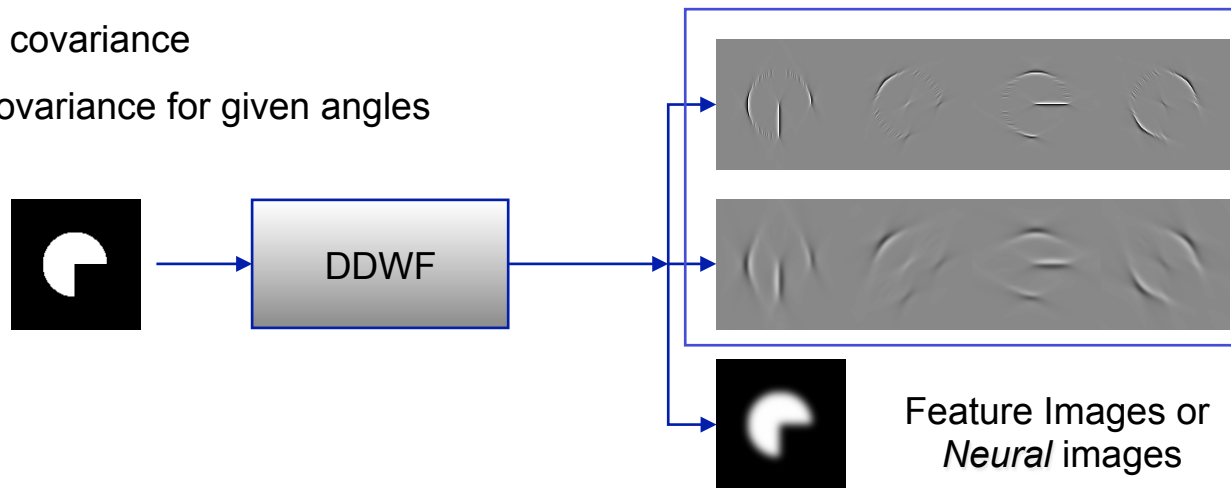 covariance
ovariance for given angles
DDWF
Feature Images or
Neural images